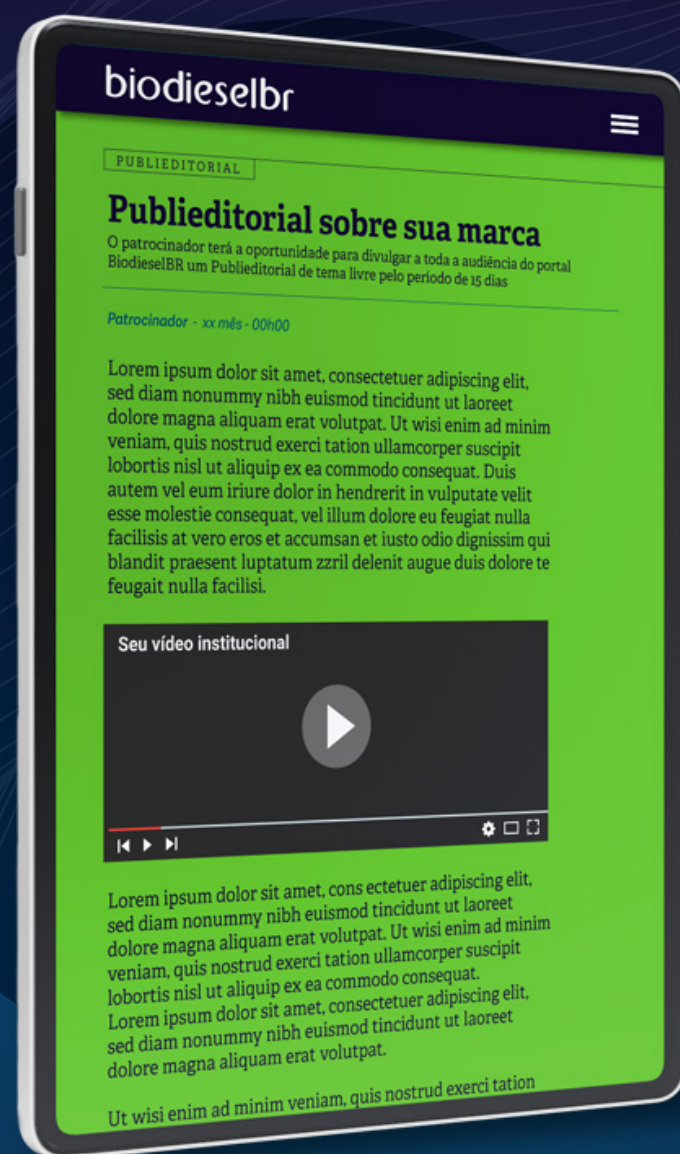 biodieselbr
PUBLIEDITORIAL
Publieditorial sobre sua marca
O patrocinador terá a oportunidade para divulgar a toda a audiência do portal
BiodieselBR um Publieditorial de tema livre pelo período de 15 dias
Patrocinador - xx mês - 00h00
Lorem ipsum dolor sit amet, consectetuer adipiscing elit,
sed diam nonummy nibh euismod tincidunt ut laoreet
dolore magna aliquam erat volutpat. Ut wisi enim ad minim
veniam, quis nostrud exerci tation ullamcorper suscipit
lobortis nisl ut aliquip ex ea commodo consequat. Duis
autem vel eum iriure dolor in hendrerit in vulputate velit
esse molestie consequat, vel illum dolore eu feugiat nulla
facilisis at vero eros et accumsan et iusto odio dignissim qui
blandit praesent luptatum zzril delenit augue duis dolore te
feugait nulla facilisi.
Seu vídeo institucional
Lorem ipsum dolor sit amet, cons ectetuer adipiscing elit,
sed diam nonummy nibh euismod tincidunt ut laoreet
dolore magna aliquam erat volutpat. Ut wisi enim ad minim
veniam, quis nostrud exerci tation ullamcorper suscipit
lobortis nisl ut aliquip ex ea commodo consequat.
Lorem ipsum dolor sit amet, consectetuer adipiscing elit,
sed diam nonummy nibh euismod tincidunt ut laoreet
dolore magna aliquam erat volutpat.
Ut wisi enim ad minim veniam, quis nostrud exerci tation